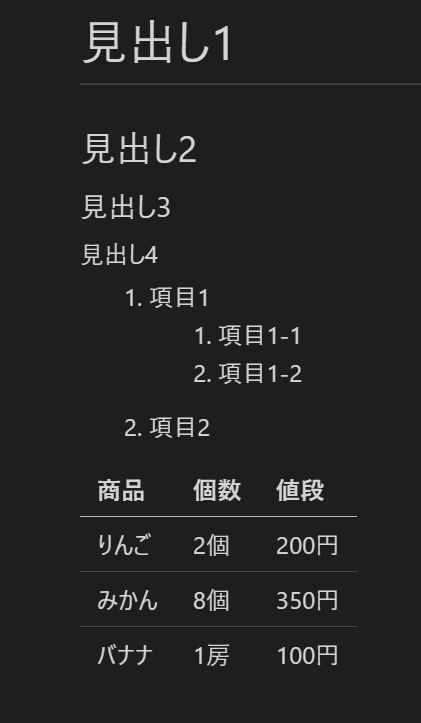 見出し1
見出し2
見出し3
見出し4
1. 項目1
1. 項目1-1
2. 項目1-2
2. 項目2
商品 個数 値段
りんご 2個 200円
みかん 8個 350円
バナナ 1房 100円